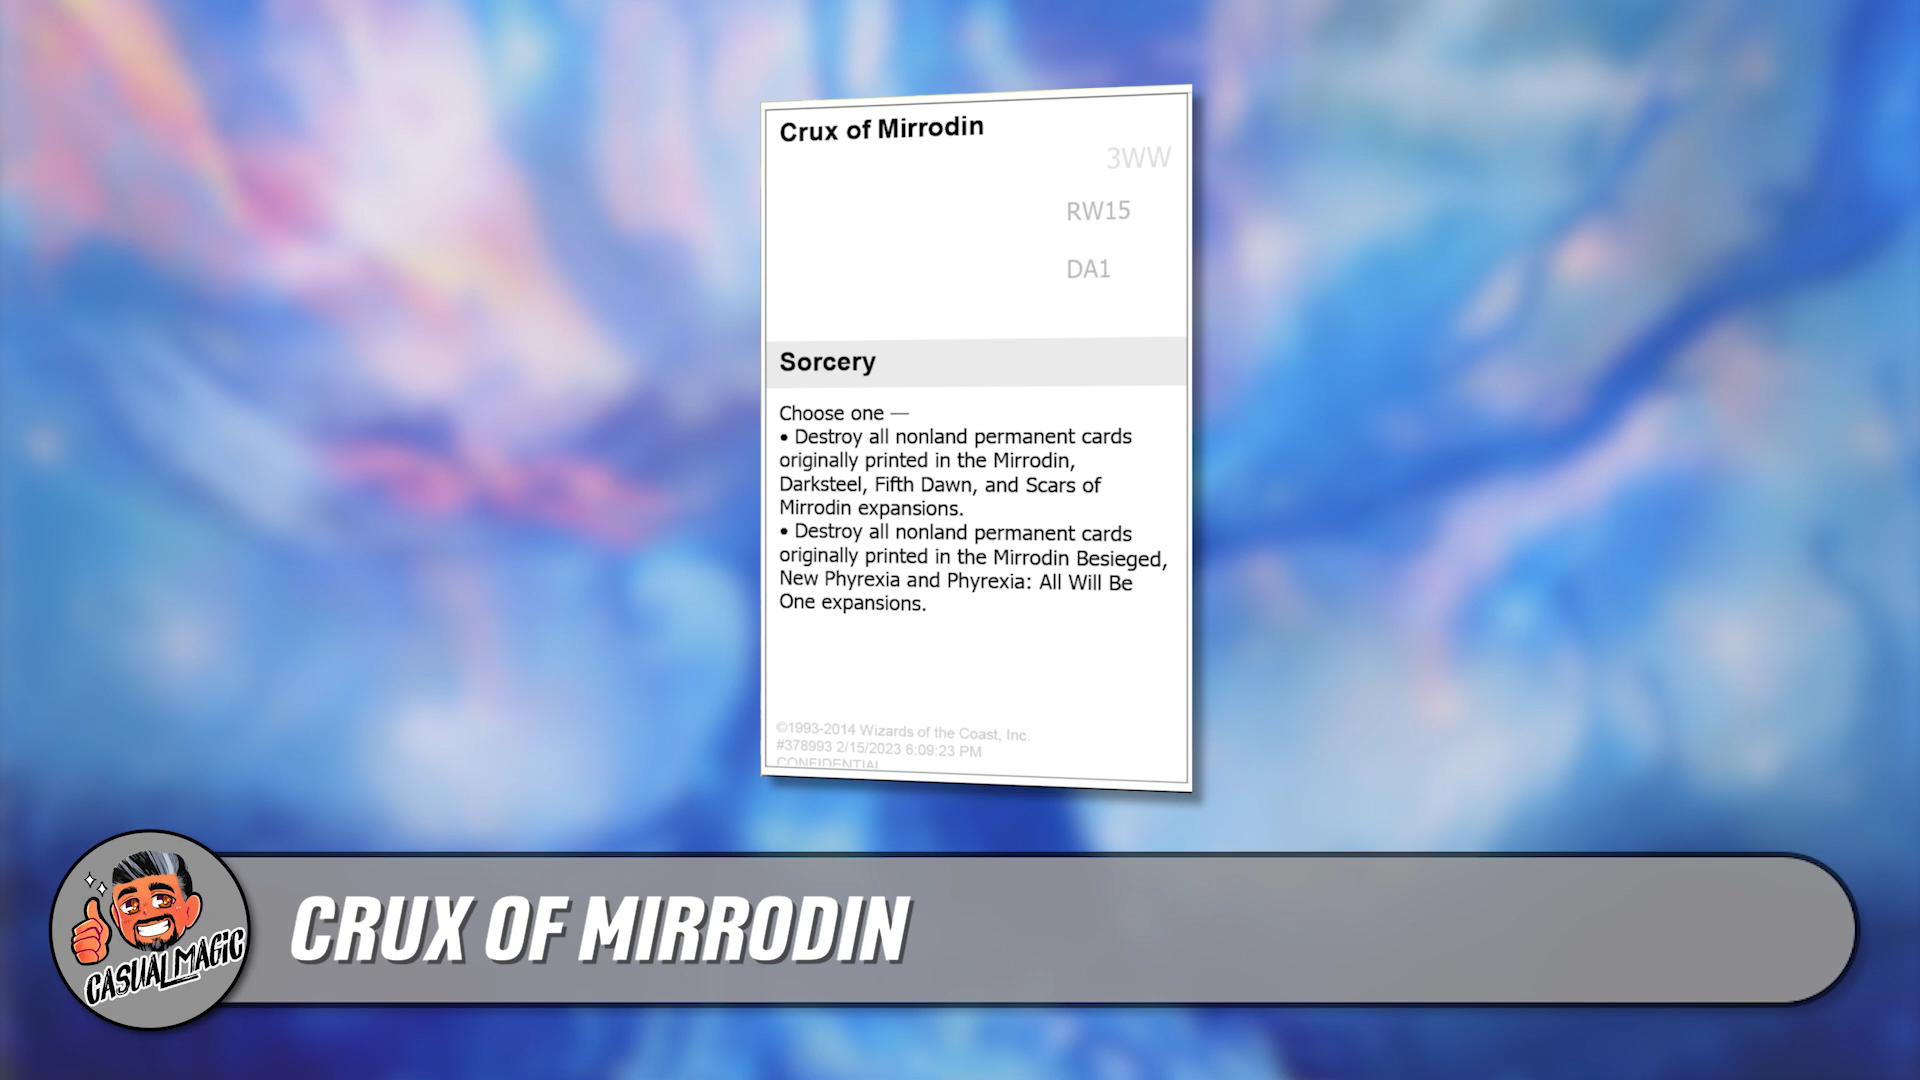 Crux of Mirrodin
3WW
RW15
DA1
Sorcery
Choose one —
• Destroy all nonland permanent cards
originally printed in the Mirrodin,
Darksteel, Fifth Dawn, and Scars of
Mirrodin expansions.
• Destroy all nonland permanent cards
originally printed in the Mirrodin Besieged,
New Phyrexia and Phyrexia: All Will Be
One expansions.
©1993-2014 Wizards of the Coast, Inc.
#378993 2/15/2023 6:09:23 PM
CONFIDENTIAL
CASUAL MAGIC
CRUX OF MIRRODIN